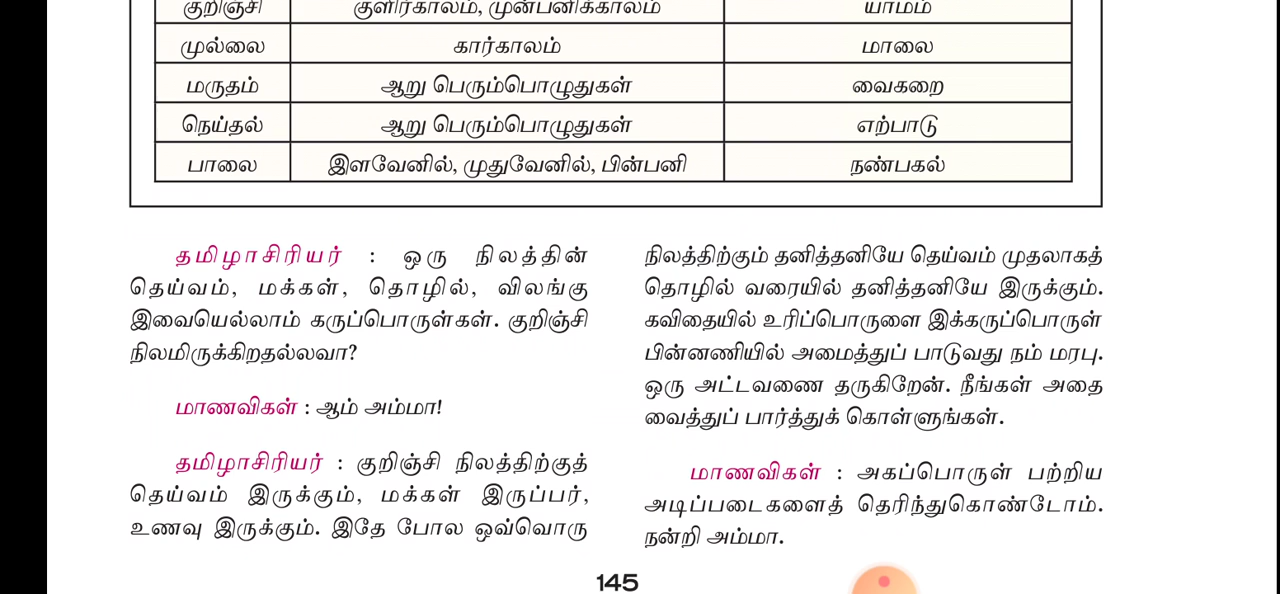 குறிஞ்சி குளிர்காலம், முன்பனிக்காலம் யாமம்
முல்லை கார்காலம் மாலை
மருதம் ஆறு பெரும்பொழுதுகள் வைகறை
நெய்தல் ஆறு பெரும்பொழுதுகள் எற்பாடு
பாலை இளவேனில், முதுவேனில், பின்பனி நண்பகல்
தமிழாசிரியர் : ஒரு நிலத்தின்
தெய்வம், மக்கள், தொழில், விலங்கு
இவையெல்லாம் கருப்பொருள்கள். குறிஞ்சி
நிலமிருக்கிறதல்லவா?
மாணவிகள் : ஆம் அம்மா!
தமிழாசிரியர் : குறிஞ்சி நிலத்திற்குத்
தெய்வம் இருக்கும், மக்கள் இருப்பர்,
உணவு இருக்கும். இதே போல ஒவ்வொரு
நிலத்திற்கும் தனித்தனியே தெய்வம் முதலாகத்
தொழில் வரையில் தனித்தனியே இருக்கும்.
கவிதையில் உரிப்பொருளை இக்கருப்பொருள்
பின்னணியில் அமைத்துப் பாடுவது நம் மரபு.
ஒரு அட்டவணை தருகிறேன். நீங்கள் அதை
வைத்துப் பார்த்துக் கொள்ளுங்கள்.
மாணவிகள் : அகப்பொருள் பற்றிய
அடிப்படைகளைத் தெரிந்துகொண்டோம்.
நன்றி அம்மா.
145